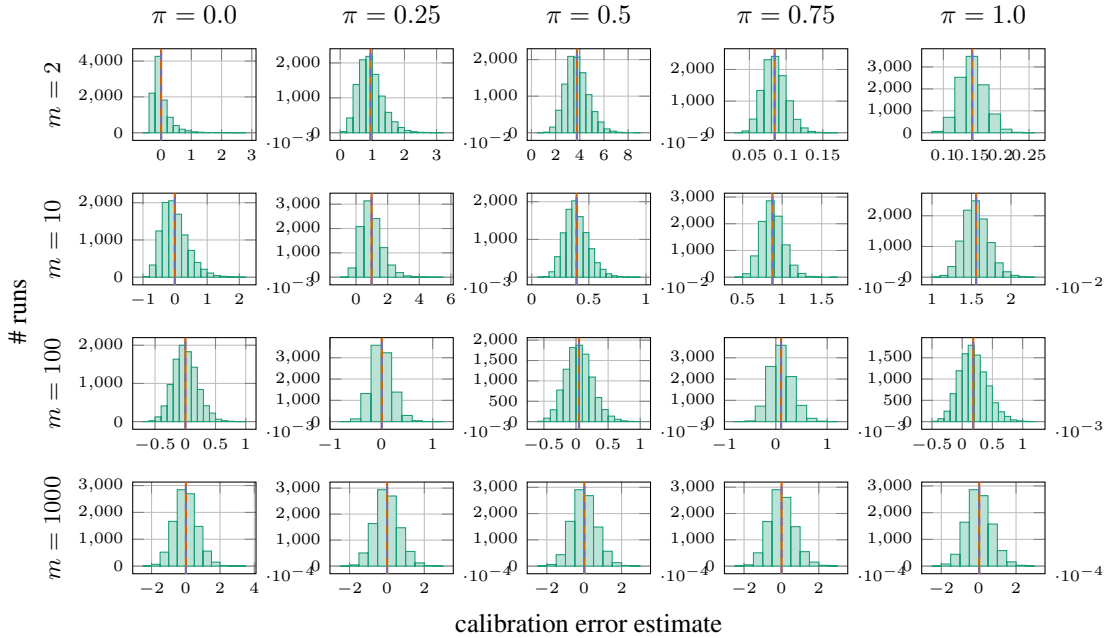 π = 0.0 π = 0.25 π = 0.5 π = 0.75 π = 1.0
m = 2
4,000 2,000 0
0 1 2 3 ·10⁻³
2,000 1,000 0
0 1 2 3 ·10⁻²
2,000 1,000 0
0 2 4 6 8 ·10⁻²
2,000 1,000 0
0.05 0.1 0.15
3,000 2,000 1,000 0
0.1 0.15 0.2 0.25
m = 10
2,000 1,000 0
−1 0 1 2 ·10⁻³
3,000 2,000 1,000 0
0 2 4 6 ·10⁻³
2,000 1,000 0
0 0.5 1 ·10⁻²
3,000 2,000 1,000 0
0.5 1 1.5 ·10⁻²
2,000 1,000 0
1 1.5 2 ·10⁻²
# runs
m = 100
2,000 1,000 0
−0.5 0 0.5 1 ·10⁻³
3,000 2,000 1,000 0
−1 0 1 ·10⁻³
2,000 1,500 1,000 500 0
−0.5 0 0.5 1 ·10⁻³
3,000 2,000 1,000 0
−1 0 1 ·10⁻³
1,500 1,000 500 0
−0.5 0 0.5 1 ·10⁻³
m = 1000
3,000 2,000 1,000 0
−2 0 2 4 ·10⁻⁴
3,000 2,000 1,000 0
−2 0 2 ·10⁻⁴
3,000 2,000 1,000 0
−2 0 2 ·10⁻⁴
3,000 2,000 1,000 0
−2 0 2 ·10⁻⁴
3,000 2,000 1,000 0
−2 0 2 ·10⁻⁴
calibration error estimate